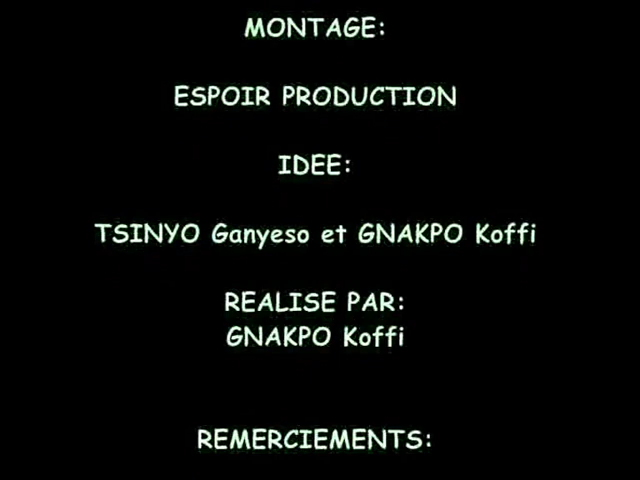 MONTAGE:
ESPOIR PRODUCTION
IDEE:
TSINYO Ganyeso et GNAKPO Koffi
REALISE PAR:
GNAKPO Koffi
REMERCIEMENTS: